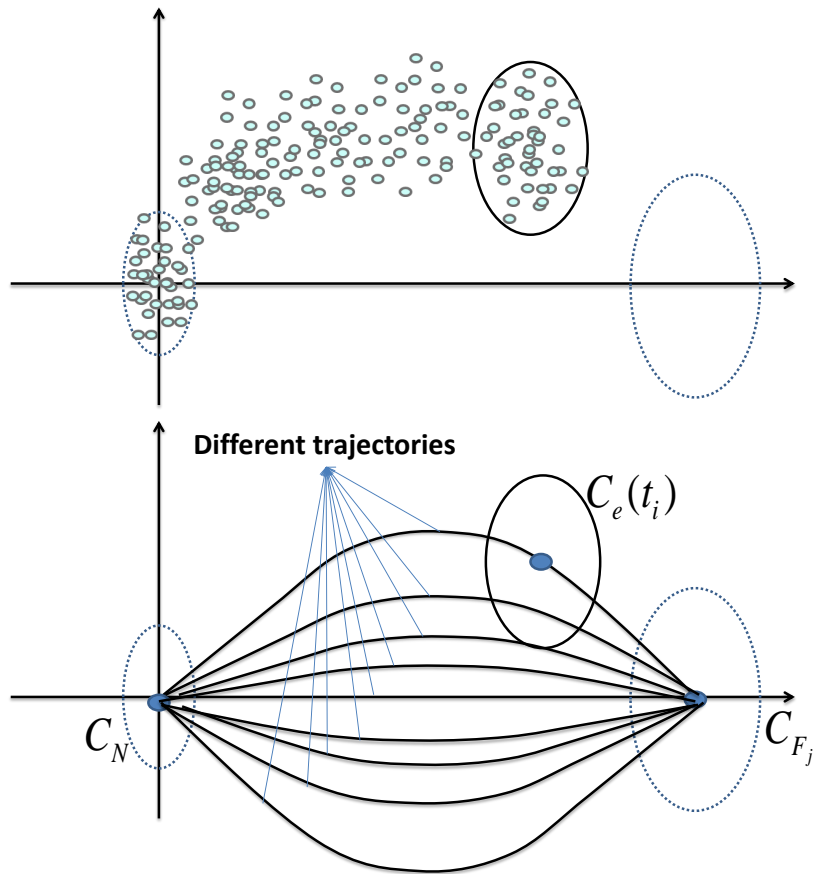 Different trajectories
C_e(t_i)
C_N
C_{F_j}